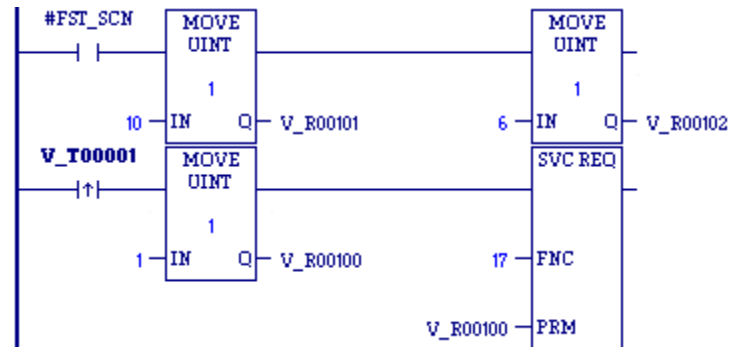 #FST_SCN MOVE UINT MOVE UINT
1 1
10 IN Q V_R00101 6 IN Q V_R00102
V_T00001 MOVE UINT SVC REQ
1
1 IN Q V_R00100 17 FNC
V_R00100 PRM